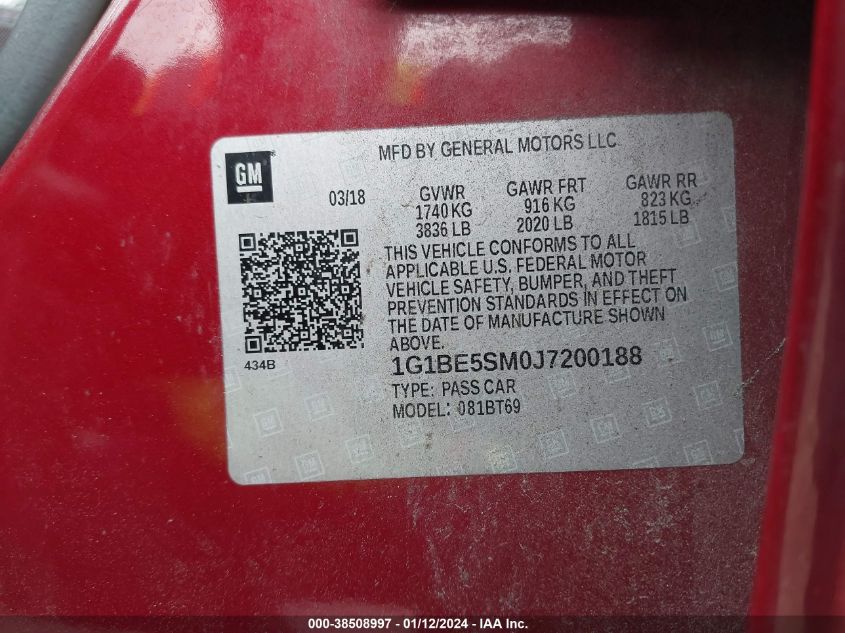 MFD BY GENERAL MOTORS LLC
GM
03/18 GVWR GAWR FRT GAWR RR
1740 KG 916 KG 823 KG
3836 LB 2020 LB 1815 LB
THIS VEHICLE CONFORMS TO ALL
APPLICABLE U.S. FEDERAL MOTOR
VEHICLE SAFETY, BUMPER, AND THEFT
PREVENTION STANDARDS IN EFFECT ON
THE DATE OF MANUFACTURE SHOWN
ABOVE.
434B
1G1BE5SM0J7200188
TYPE: PASS CAR
MODEL: 081BT69
000-38508997 - 01/12/2024 - IAA Inc.